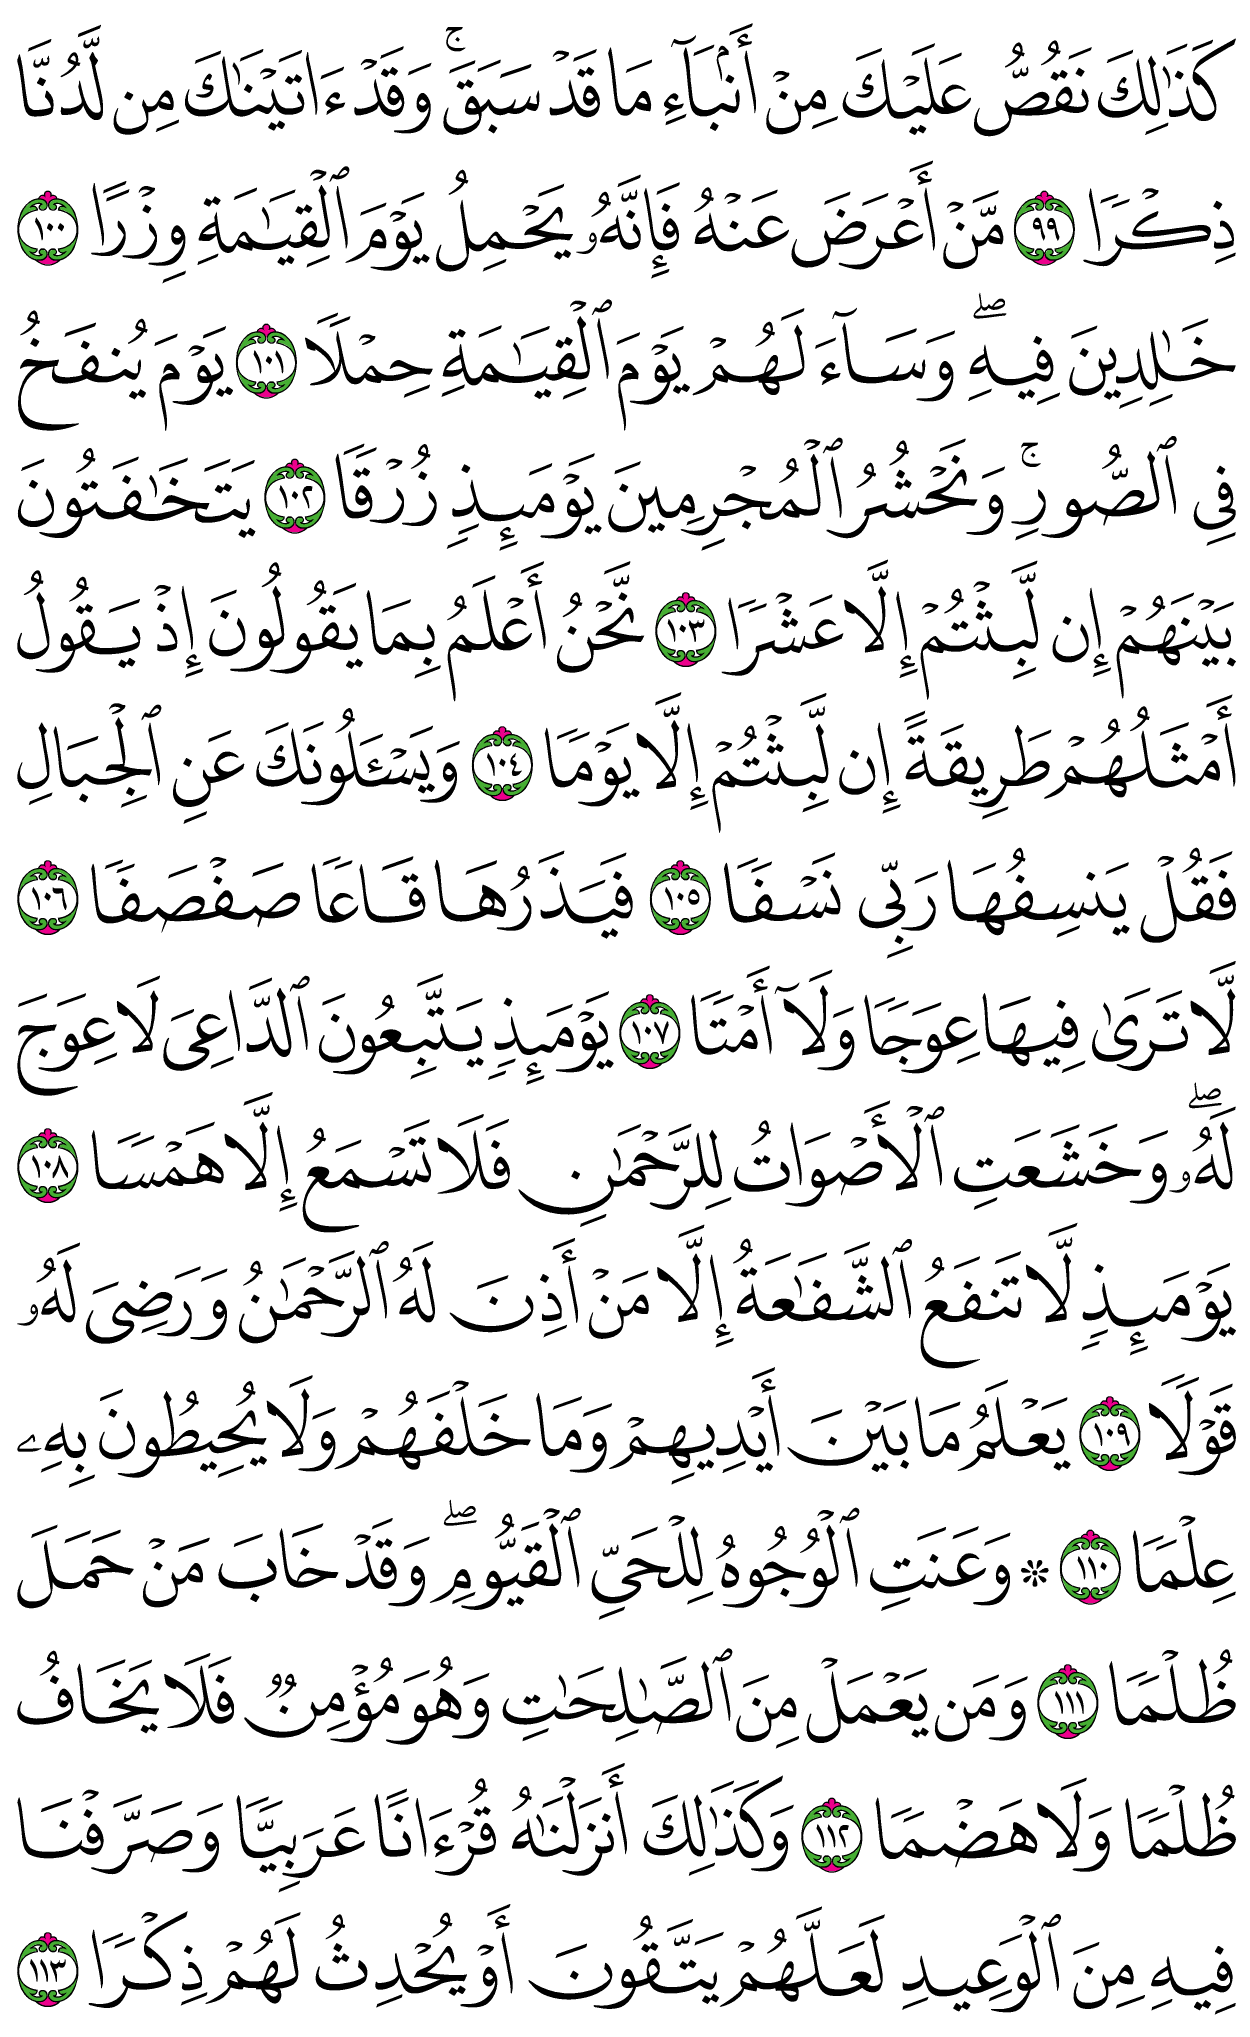 كَذَٰلِكَ نَقُصُّ عَلَيْكَ مِنْ أَنۢبَآءِ مَا قَدْ سَبَقَ ۚ وَقَدْ ءَاتَيْنَٰكَ مِن لَّدُنَّا
ذِكْرًا ٩٩ مَّنْ أَعْرَضَ عَنْهُ فَإِنَّهُۥ يَحْمِلُ يَوْمَ ٱلْقِيَٰمَةِ وِزْرًا ١٠٠
خَٰلِدِينَ فِيهِ ۖ وَسَآءَ لَهُمْ يَوْمَ ٱلْقِيَٰمَةِ حِمْلًا ١٠١ يَوْمَ يُنفَخُ
فِى ٱلصُّورِ ۚ وَنَحْشُرُ ٱلْمُجْرِمِينَ يَوْمَئِذٍ زُرْقًا ١٠٢ يَتَخَٰفَتُونَ
بَيْنَهُمْ إِن لَّبِثْتُمْ إِلَّا عَشْرًا ١٠٣ نَّحْنُ أَعْلَمُ بِمَا يَقُولُونَ إِذْ يَقُولُ
أَمْثَلُهُمْ طَرِيقَةً إِن لَّبِثْتُمْ إِلَّا يَوْمًا ١٠٤ وَيَسْـَٔلُونَكَ عَنِ ٱلْجِبَالِ
فَقُلْ يَنسِفُهَا رَبِّى نَسْفًا ١٠٥ فَيَذَرُهَا قَاعًا صَفْصَفًا ١٠٦
لَّا تَرَىٰ فِيهَا عِوَجًا وَلَآ أَمْتًا ١٠٧ يَوْمَئِذٍ يَتَّبِعُونَ ٱلدَّاعِىَ لَا عِوَجَ
لَهُۥ ۖ وَخَشَعَتِ ٱلْأَصْوَاتُ لِلرَّحْمَٰنِ فَلَا تَسْمَعُ إِلَّا هَمْسًا ١٠٨
يَوْمَئِذٍ لَّا تَنفَعُ ٱلشَّفَٰعَةُ إِلَّا مَنْ أَذِنَ لَهُ ٱلرَّحْمَٰنُ وَرَضِىَ لَهُۥ
قَوْلًا ١٠٩ يَعْلَمُ مَا بَيْنَ أَيْدِيهِمْ وَمَا خَلْفَهُمْ وَلَا يُحِيطُونَ بِهِۦ
عِلْمًا ١١٠ ۞ وَعَنَتِ ٱلْوُجُوهُ لِلْحَىِّ ٱلْقَيُّومِ ۖ وَقَدْ خَابَ مَنْ حَمَلَ
ظُلْمًا ١١١ وَمَن يَعْمَلْ مِنَ ٱلصَّٰلِحَٰتِ وَهُوَ مُؤْمِنٌ فَلَا يَخَافُ
ظُلْمًا وَلَا هَضْمًا ١١٢ وَكَذَٰلِكَ أَنزَلْنَٰهُ قُرْءَانًا عَرَبِيًّا وَصَرَّفْنَا
فِيهِ مِنَ ٱلْوَعِيدِ لَعَلَّهُمْ يَتَّقُونَ أَوْ يُحْدِثُ لَهُمْ ذِكْرًا ١١٣